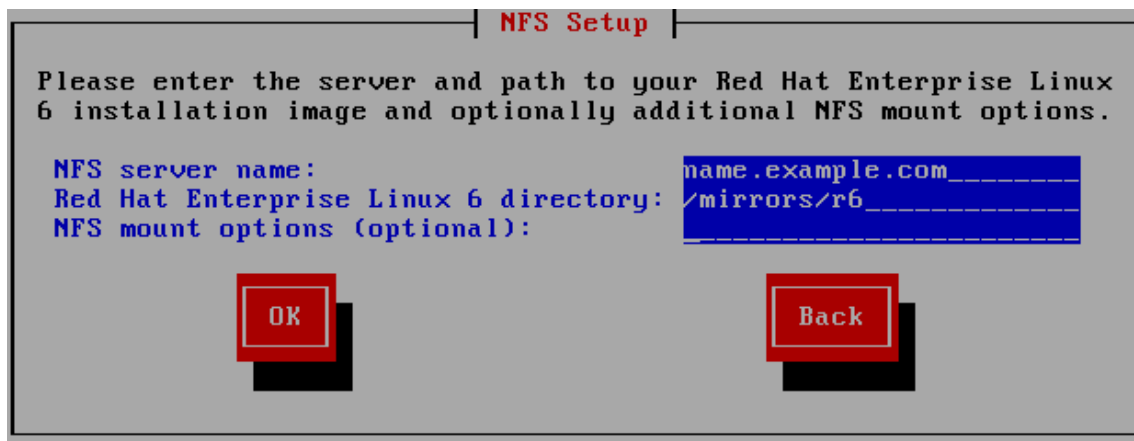 NFS Setup
Please enter the server and path to your Red Hat Enterprise Linux
6 installation image and optionally additional NFS mount options.
NFS server name: name.example.com________
Red Hat Enterprise Linux 6 directory: /mirrors/r6_____________
NFS mount options (optional): ________________________
OK Back